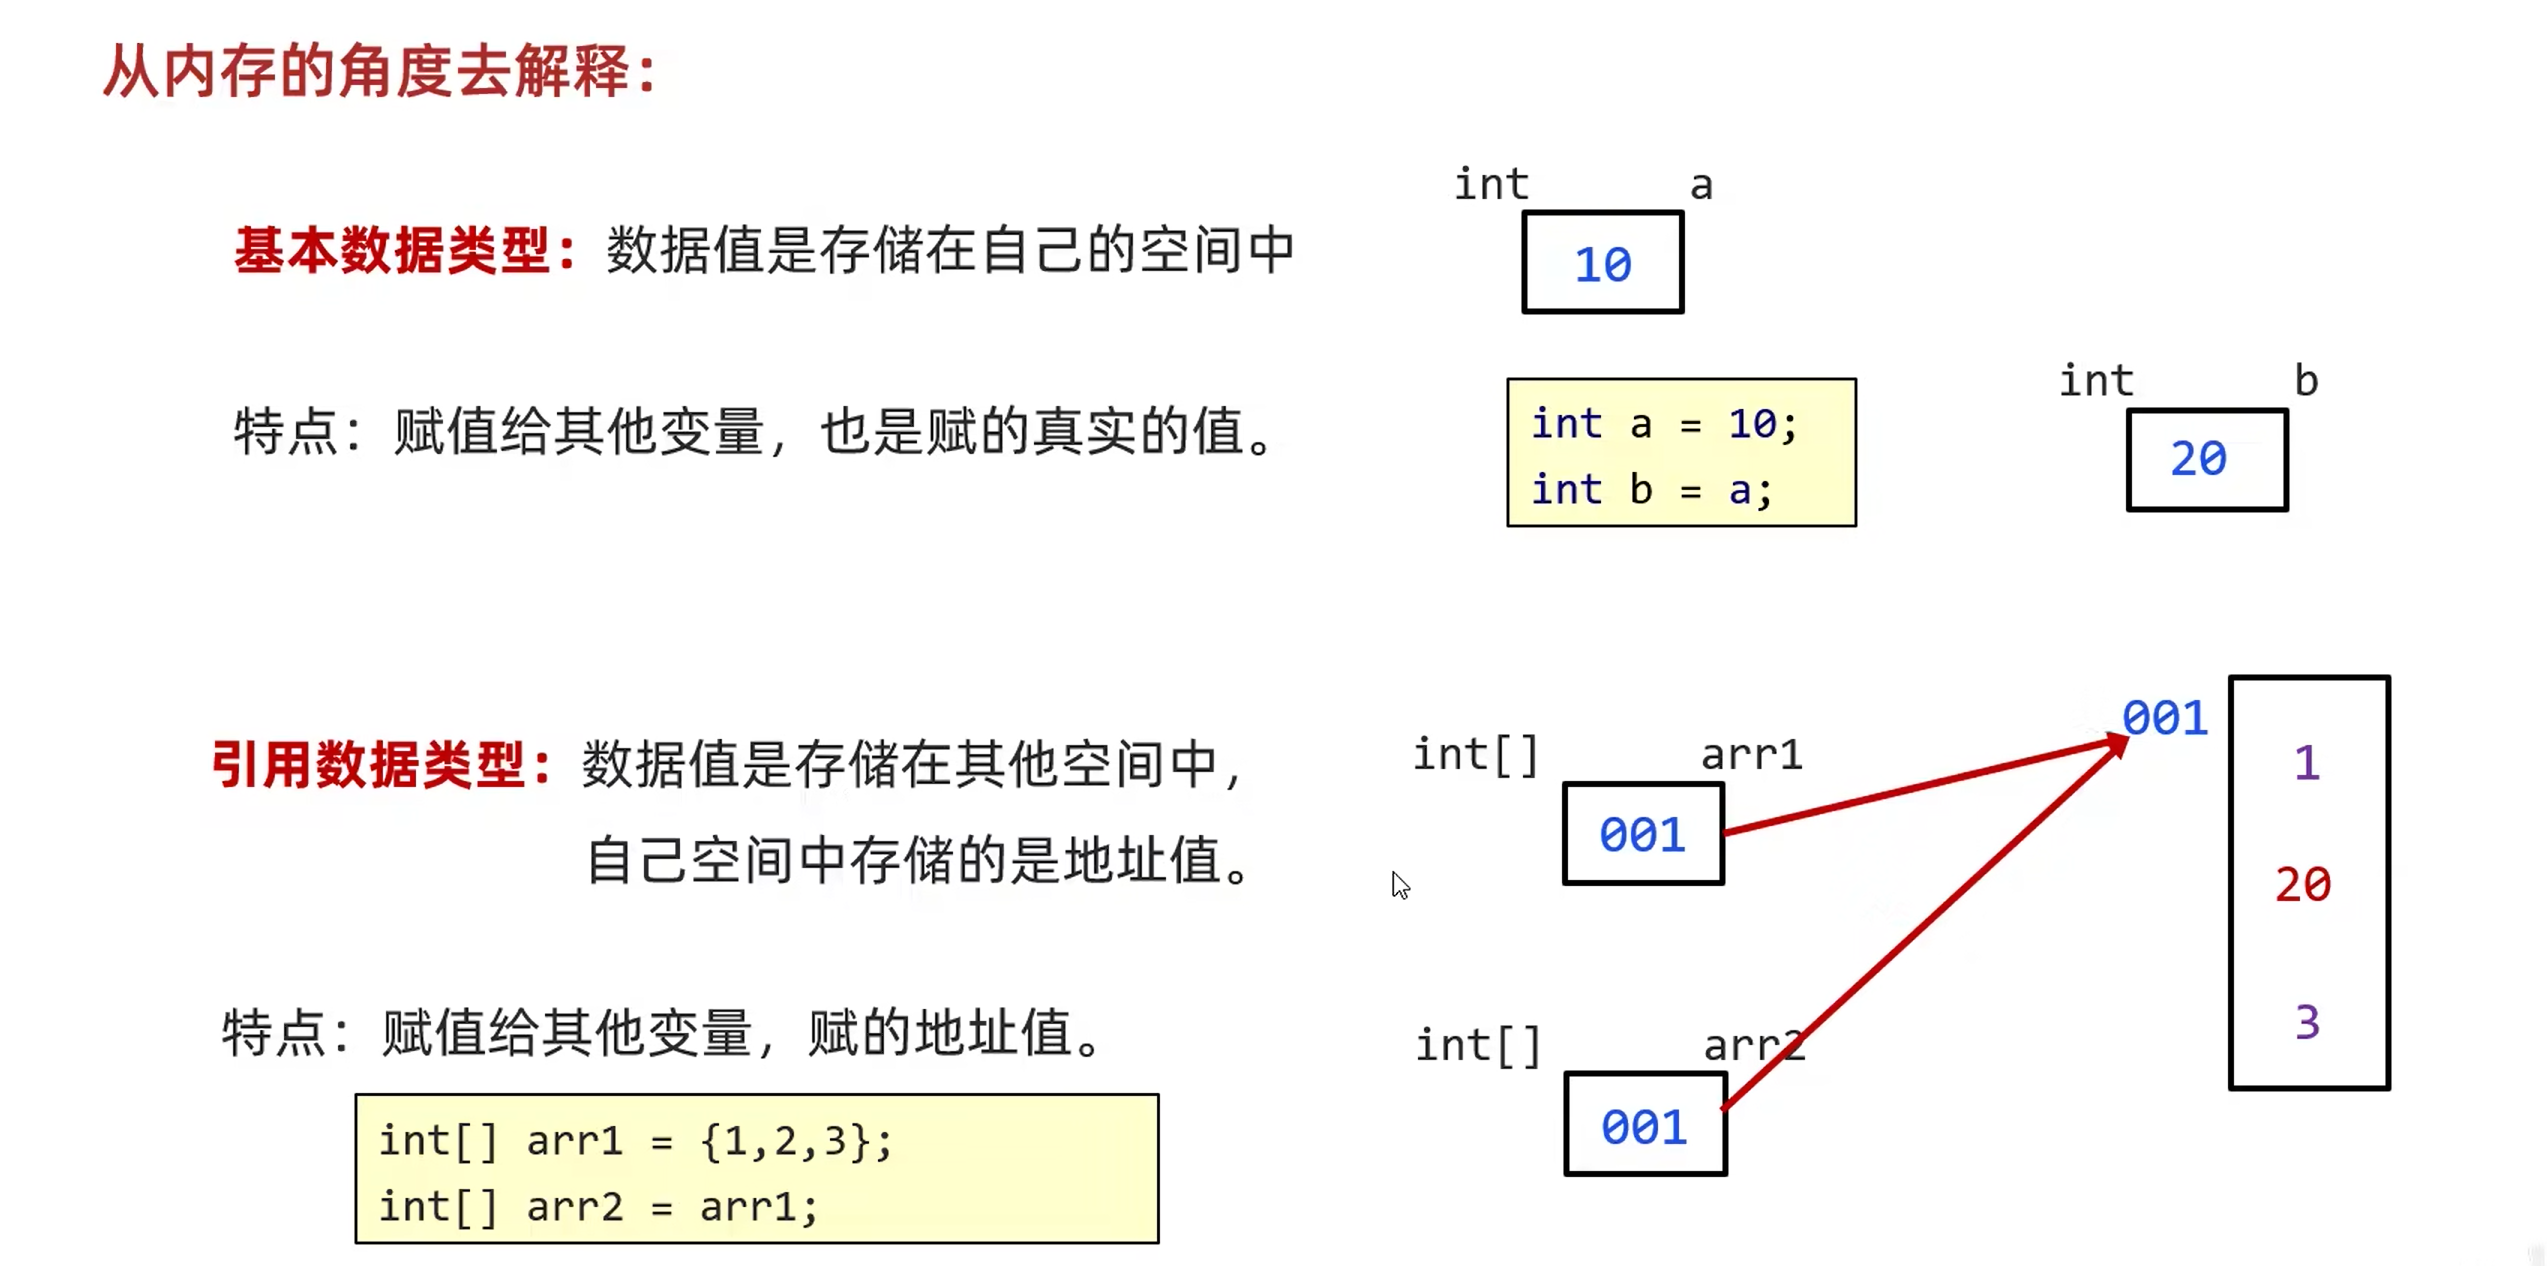 从内存的角度去解释：
基本数据类型：数据值是存储在自己的空间中
特点：赋值给其他变量，也是赋的真实的值。
int a
10
int a = 10;
int b = a;
int b
20
引用数据类型：数据值是存储在其他空间中，
自己空间中存储的是地址值。
特点：赋值给其他变量，赋的地址值。
int[] arr1 = {1,2,3};
int[] arr2 = arr1;
int[] arr1
001
int[] arr2
001
001
1
20
3